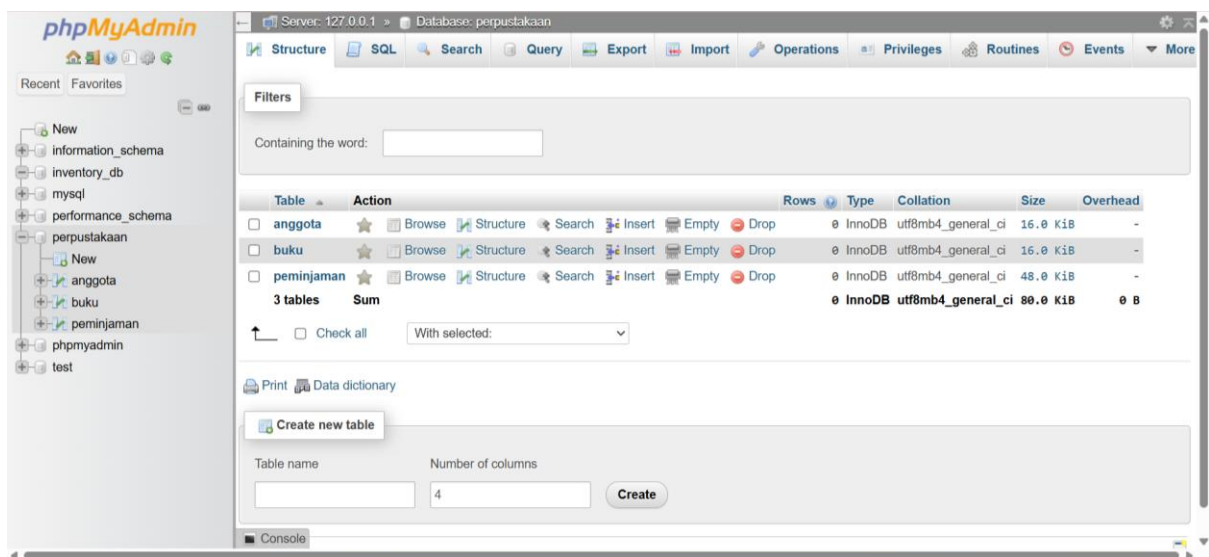 phpMyAdmin
Recent Favorites
New
information_schema
inventory_db
mysql
performance_schema
perpustakaan
New
anggota
buku
peminjaman
phpmyadmin
test
Server: 127.0.0.1 » Database: perpustakaan
Structure SQL Search Query Export Import Operations Privileges Routines Events More
Filters
Containing the word:
Table Action Rows Type Collation Size Overhead
anggota Browse Structure Search Insert Empty Drop 0 InnoDB utf8mb4_general_ci 16.0 KiB -
buku Browse Structure Search Insert Empty Drop 0 InnoDB utf8mb4_general_ci 16.0 KiB -
peminjaman Browse Structure Search Insert Empty Drop 0 InnoDB utf8mb4_general_ci 48.0 KiB -
3 tables Sum 0 InnoDB utf8mb4_general_ci 80.0 KiB 0 B
Check all With selected:
Print Data dictionary
Create new table
Table name Number of columns
4 Create
Console